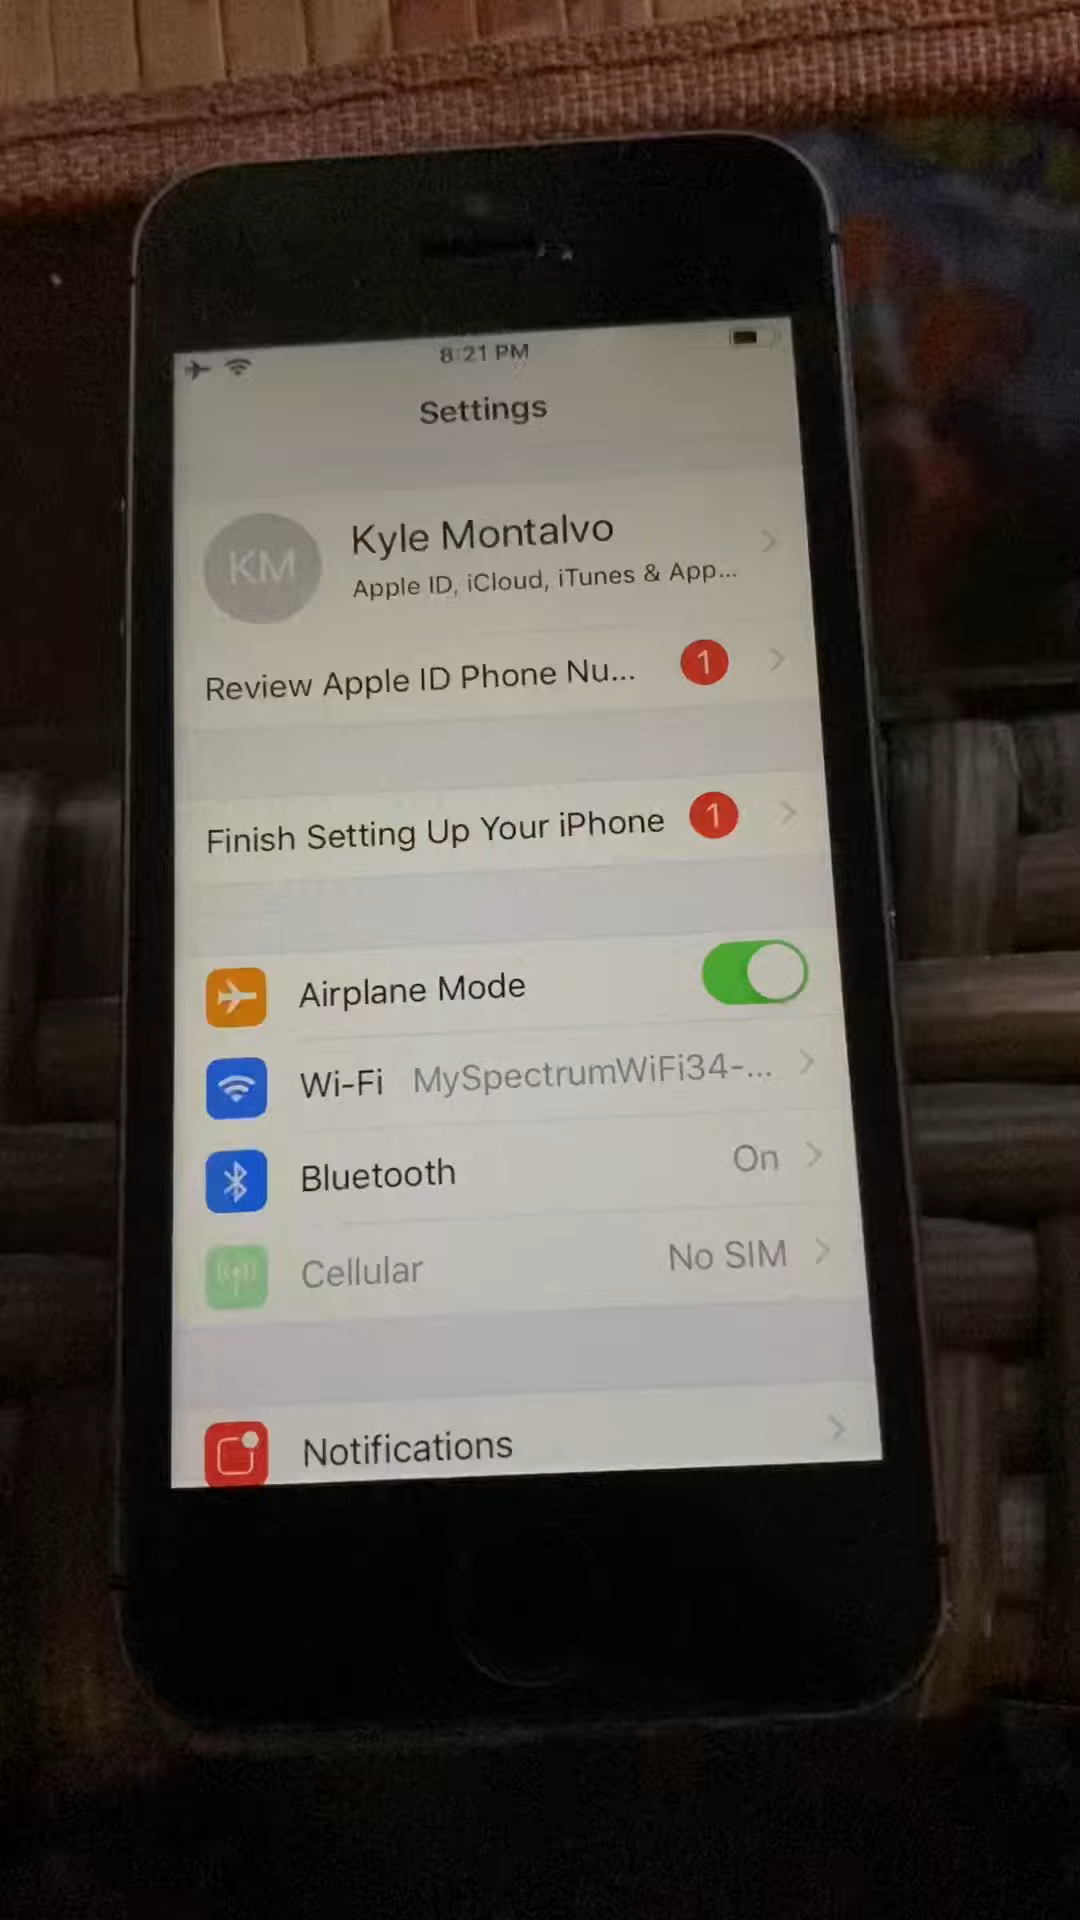 8:21 PM
Settings
KM
Kyle Montalvo
Apple ID, iCloud, iTunes & App...
Review Apple ID Phone Nu... 1
Finish Setting Up Your iPhone 1
Airplane Mode
Wi-Fi MySpectrumWiFi34-...
Bluetooth On
Cellular No SIM
Notifications